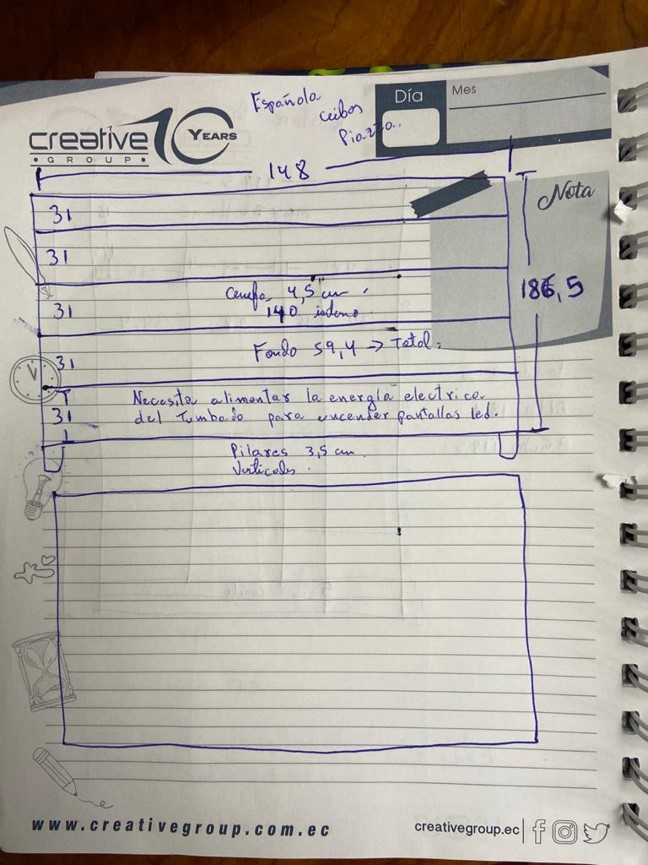 Española
Ceibos
Piazza.
Día
Mes
creative 10 YEARS
GROUP
148
Nota
31
31
186,5
Cenefa 4,5 cm.
31
140 interno.
Fondo 59,4 → Total.
31
Necesita alimentar la energía electrica
31
del Tumbado para encender pantallas led.
Pilares 3,5 cm.
Verticales.
www.creativegroup.com.ec
creativegroup.ec